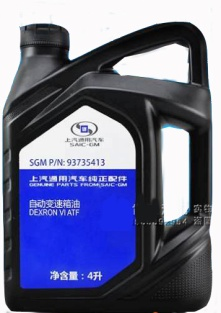 上汽通用汽车
SAIC-GM
SGM P/N: 93735413
上汽通用汽车纯正配件
GENUINE PARTS FROM SAIC-GM
自动变速箱油
DEXRON VI ATF
净含量：4升